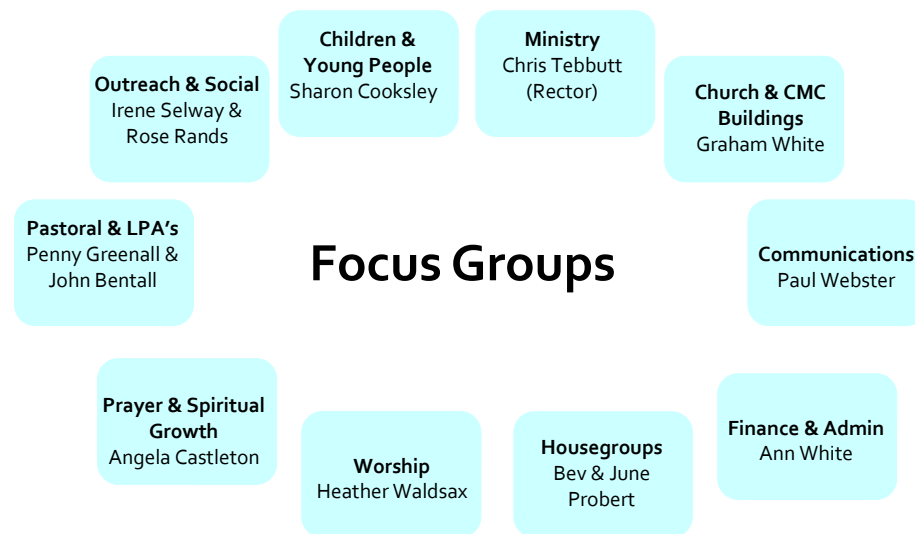 Children &
Young People
Sharon Cooksley
Ministry
Chris Tebbutt
(Rector)
Outreach & Social
Irene Selway &
Rose Rands
Church & CMC
Buildings
Graham White
Pastoral & LPA’s
Penny Greenall &
John Bentall
Focus Groups
Communications
Paul Webster
Prayer & Spiritual
Growth
Angela Castleton
Worship
Heather Waldsax
Housegroups
Bev & June
Probert
Finance & Admin
Ann White